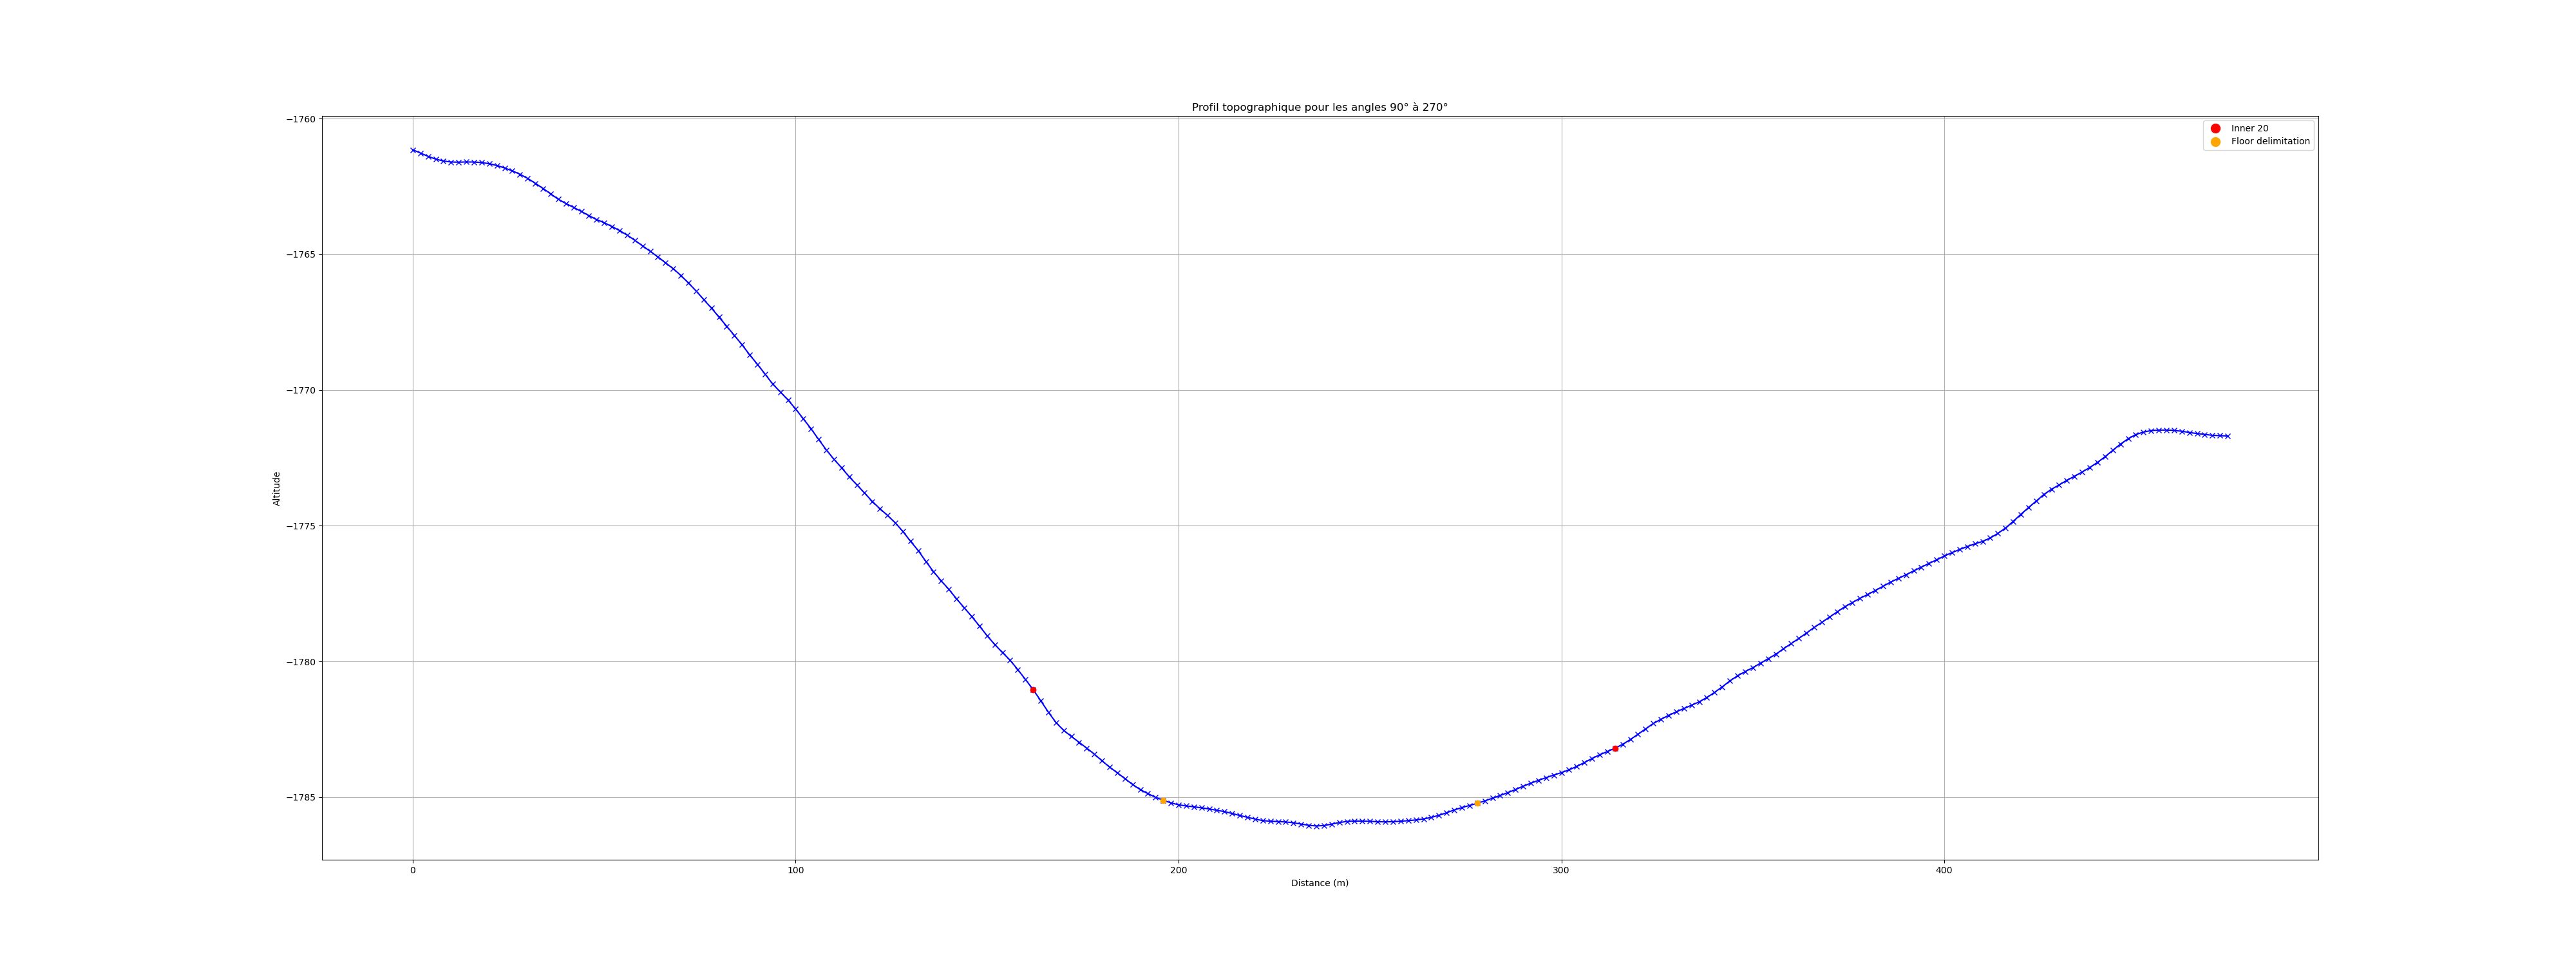 Profil topographique pour les angles 90° à 270°
Inner 20
Floor delimitation
Altitude
−1760
−1765
−1770
−1775
−1780
−1785
0
100
200
300
400
Distance (m)